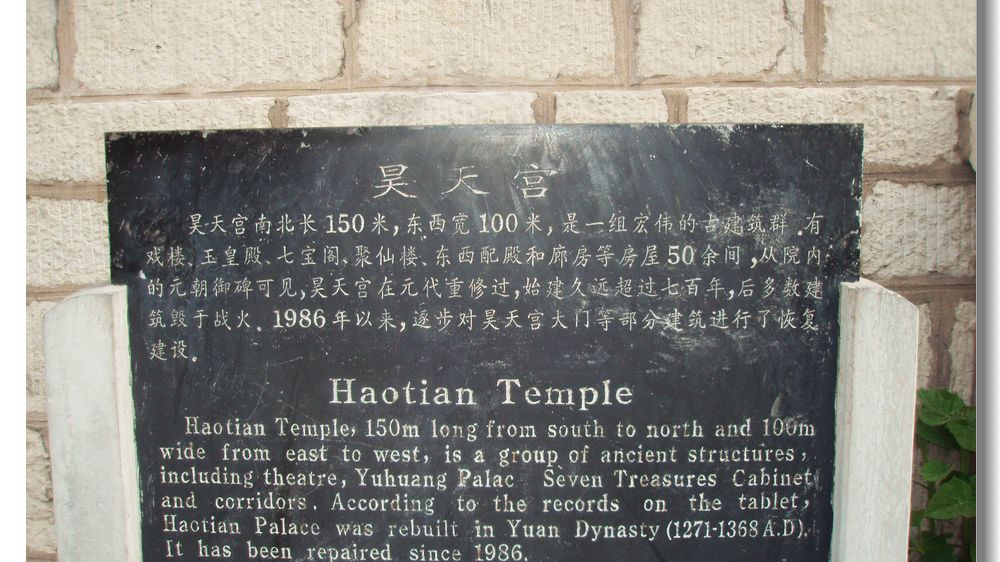 昊天宫
昊天宫南北长150米，东西宽100米，是一组宏伟的古建筑群．有
戏楼、玉皇殿、七宝阁、聚仙楼、东西配殿和廊房等房屋50余间，从院内
的元朝御碑可见，昊天宫在元代重修过，始建久远超过七百年，后多数建
筑毁于战火．1986年以来，逐步对昊天宫大门等部分建筑进行了恢复
建设。
Haotian Temple
Haotian Temple, 150m long from south to north and 100m
wide from east to west, is a group of ancient structures,
including theatre, Yuhuang Palac Seven Treasures Cabinet
and corridors. According to the records on the tablet,
Haotian Palace was rebuilt in Yuan Dynasty (1271-1368 A.D).
It has been repaired since 1986.